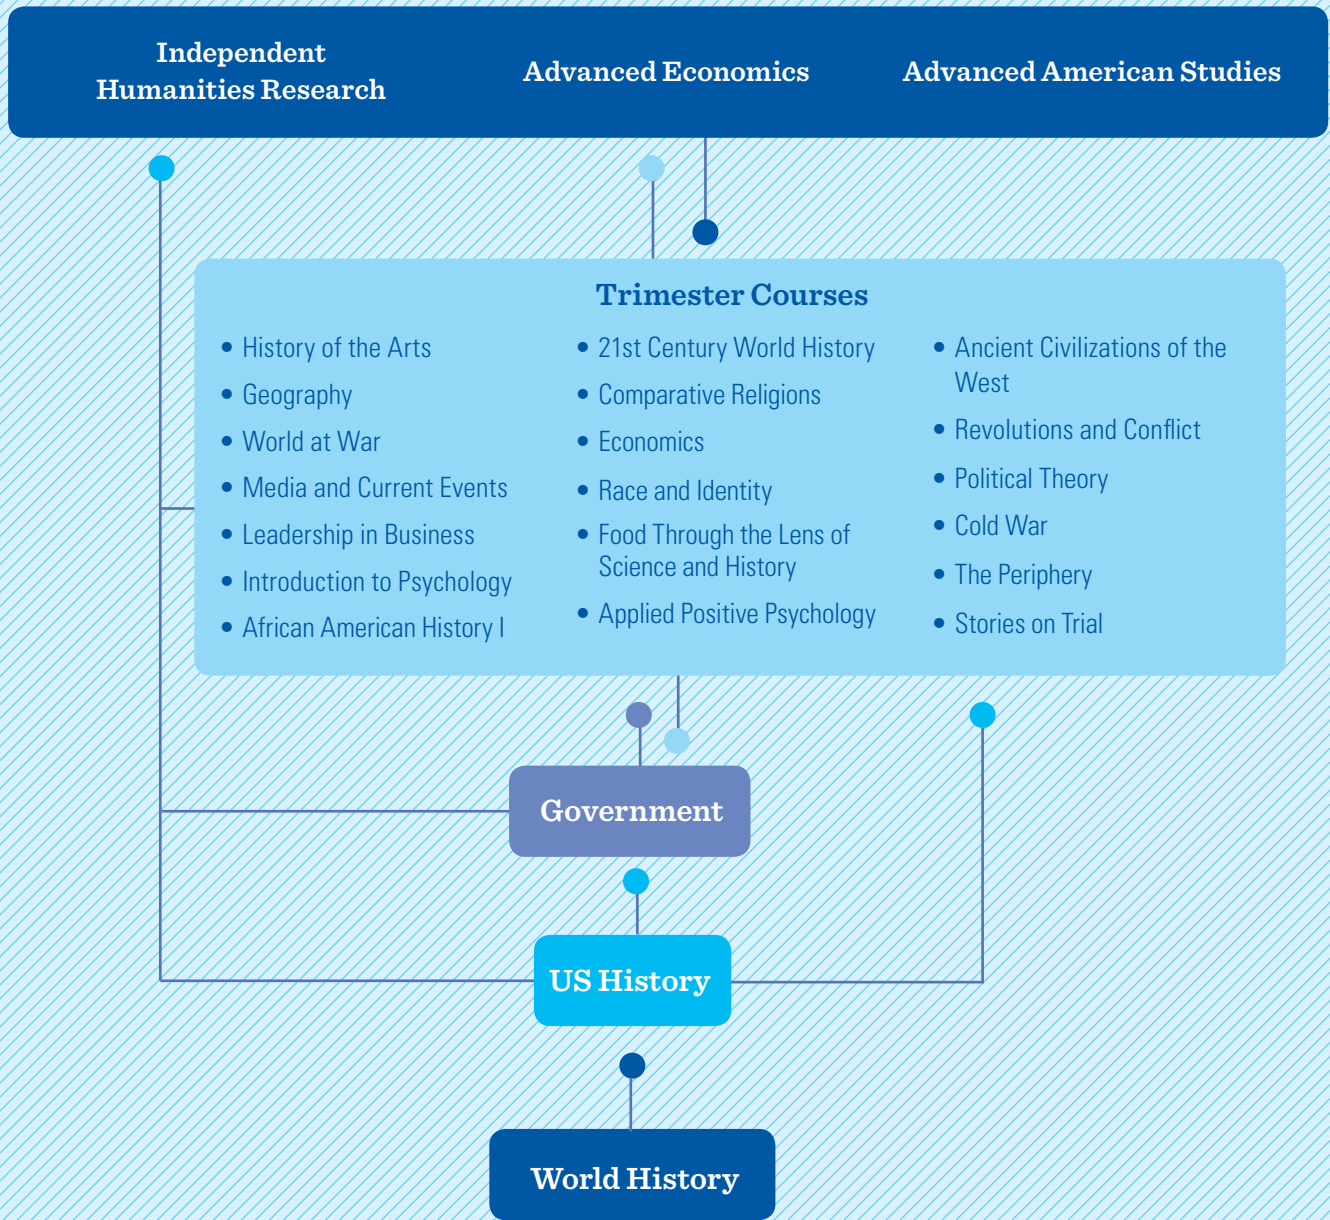 Independent
Humanities Research
Advanced Economics
Advanced American Studies
Trimester Courses
• History of the Arts
• Geography
• World at War
• Media and Current Events
• Leadership in Business
• Introduction to Psychology
• African American History I
• 21st Century World History
• Comparative Religions
• Economics
• Race and Identity
• Food Through the Lens of
Science and History
• Applied Positive Psychology
• Ancient Civilizations of the
West
• Revolutions and Conflict
• Political Theory
• Cold War
• The Periphery
• Stories on Trial
Government
US History
World History